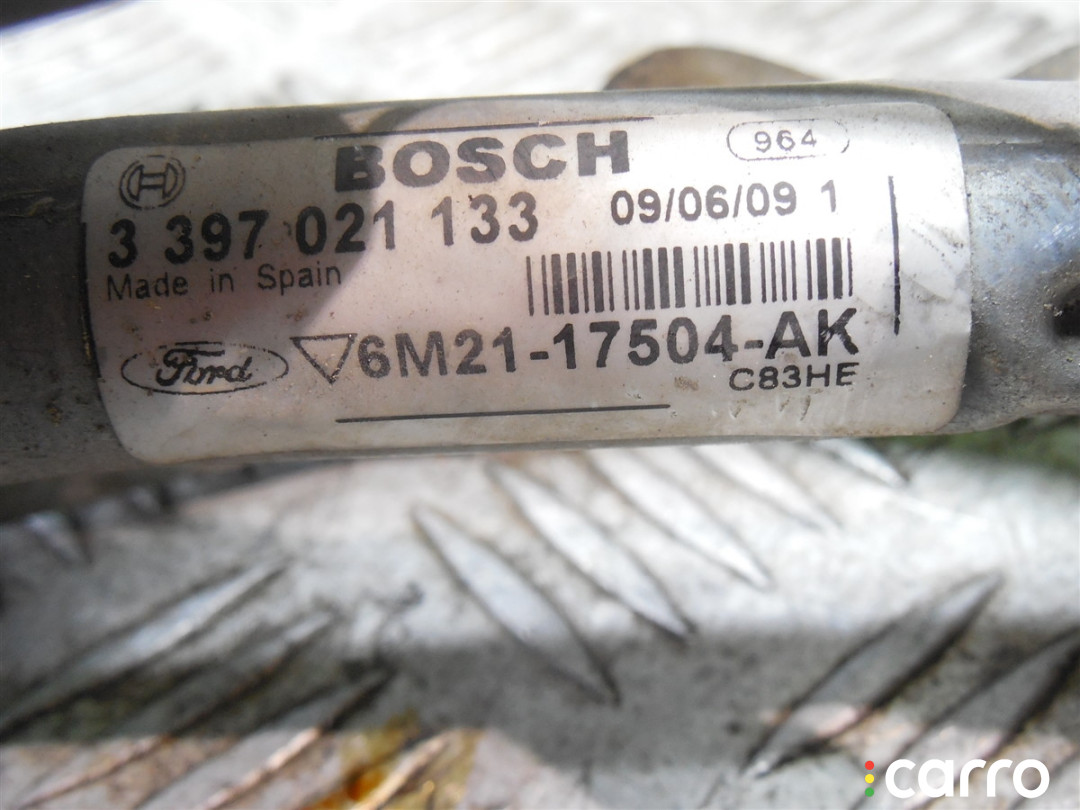 BOSCH
964
3 397 021 133
09/06/09 1
Made in Spain
Ford
6M21-17504-AK
C83HE
carro